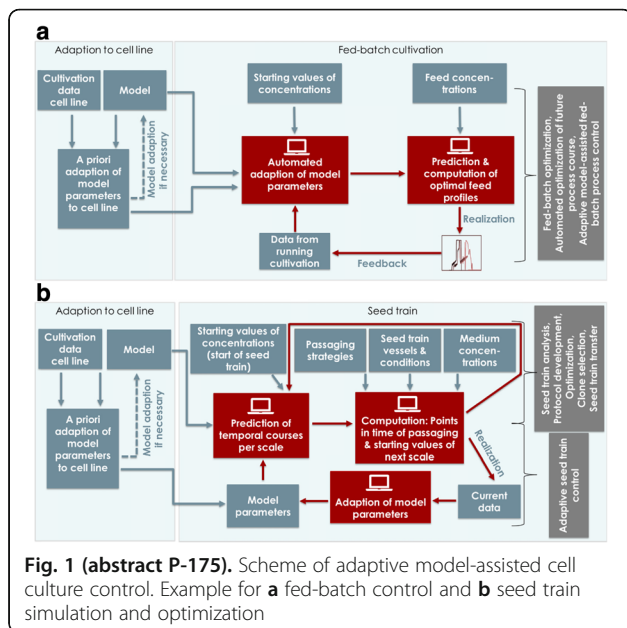 a
Adaption to cell line
Fed-batch cultivation
Cultivation
data
cell line
Model
A priori
adaption of
model
parameters
to cell line
Model adaption
if necessary
Starting values of
concentrations
Feed concen-
trations
Automated
adaption of model
parameters
Prediction &
computation of
optimal feed
profiles
Realization
Data from
running
cultivation
Feedback
Fed-batch optimization,
Automated optimization of future
process course,
Adaptive model-assisted fed-
batch process control
b
Adaption to cell line
Seed train
Cultivation
data
cell line
Model
A priori
adaption of
model
parameters
to cell line
Model adaption
if necessary
Starting values of
concentrations
(start of seed
train)
Passaging
strategies
Seed train
vessels &
conditions
Medium
concen-
trations
Prediction of
temporal courses
per scale
Computation: Points
in time of passaging
& starting values of
next scale
Realization
Model
parameters
Adaption of model
parameters
Current
data
Seed train analysis,
Protocol development,
Optimization,
Clone selection,
Seed train transfer
Adaptive seed train
control
Fig. 1 (abstract P-175). Scheme of adaptive model-assisted cell
culture control. Example for a fed-batch control and b seed train
simulation and optimization